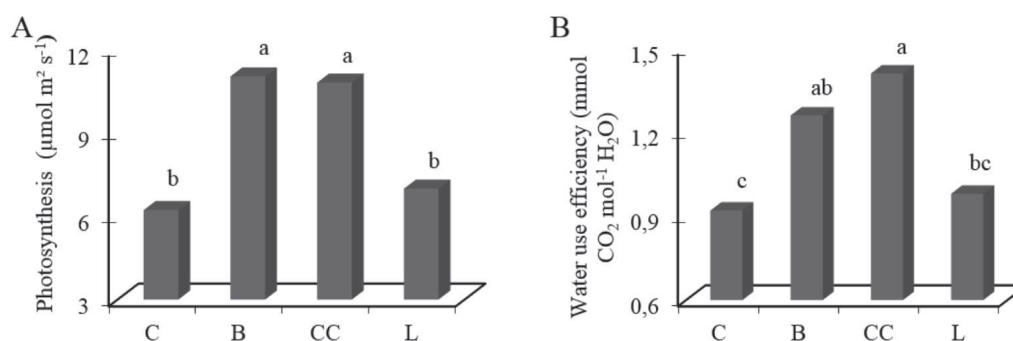 A
Photosynthesis (µmol m² s⁻¹)
12
9
6
3
b
a
a
b
C
B
CC
L
B
Water use efficiency (mmol
CO₂ mol⁻¹ H₂O)
1,5
1,2
0,9
0,6
c
ab
a
bc
C
B
CC
L